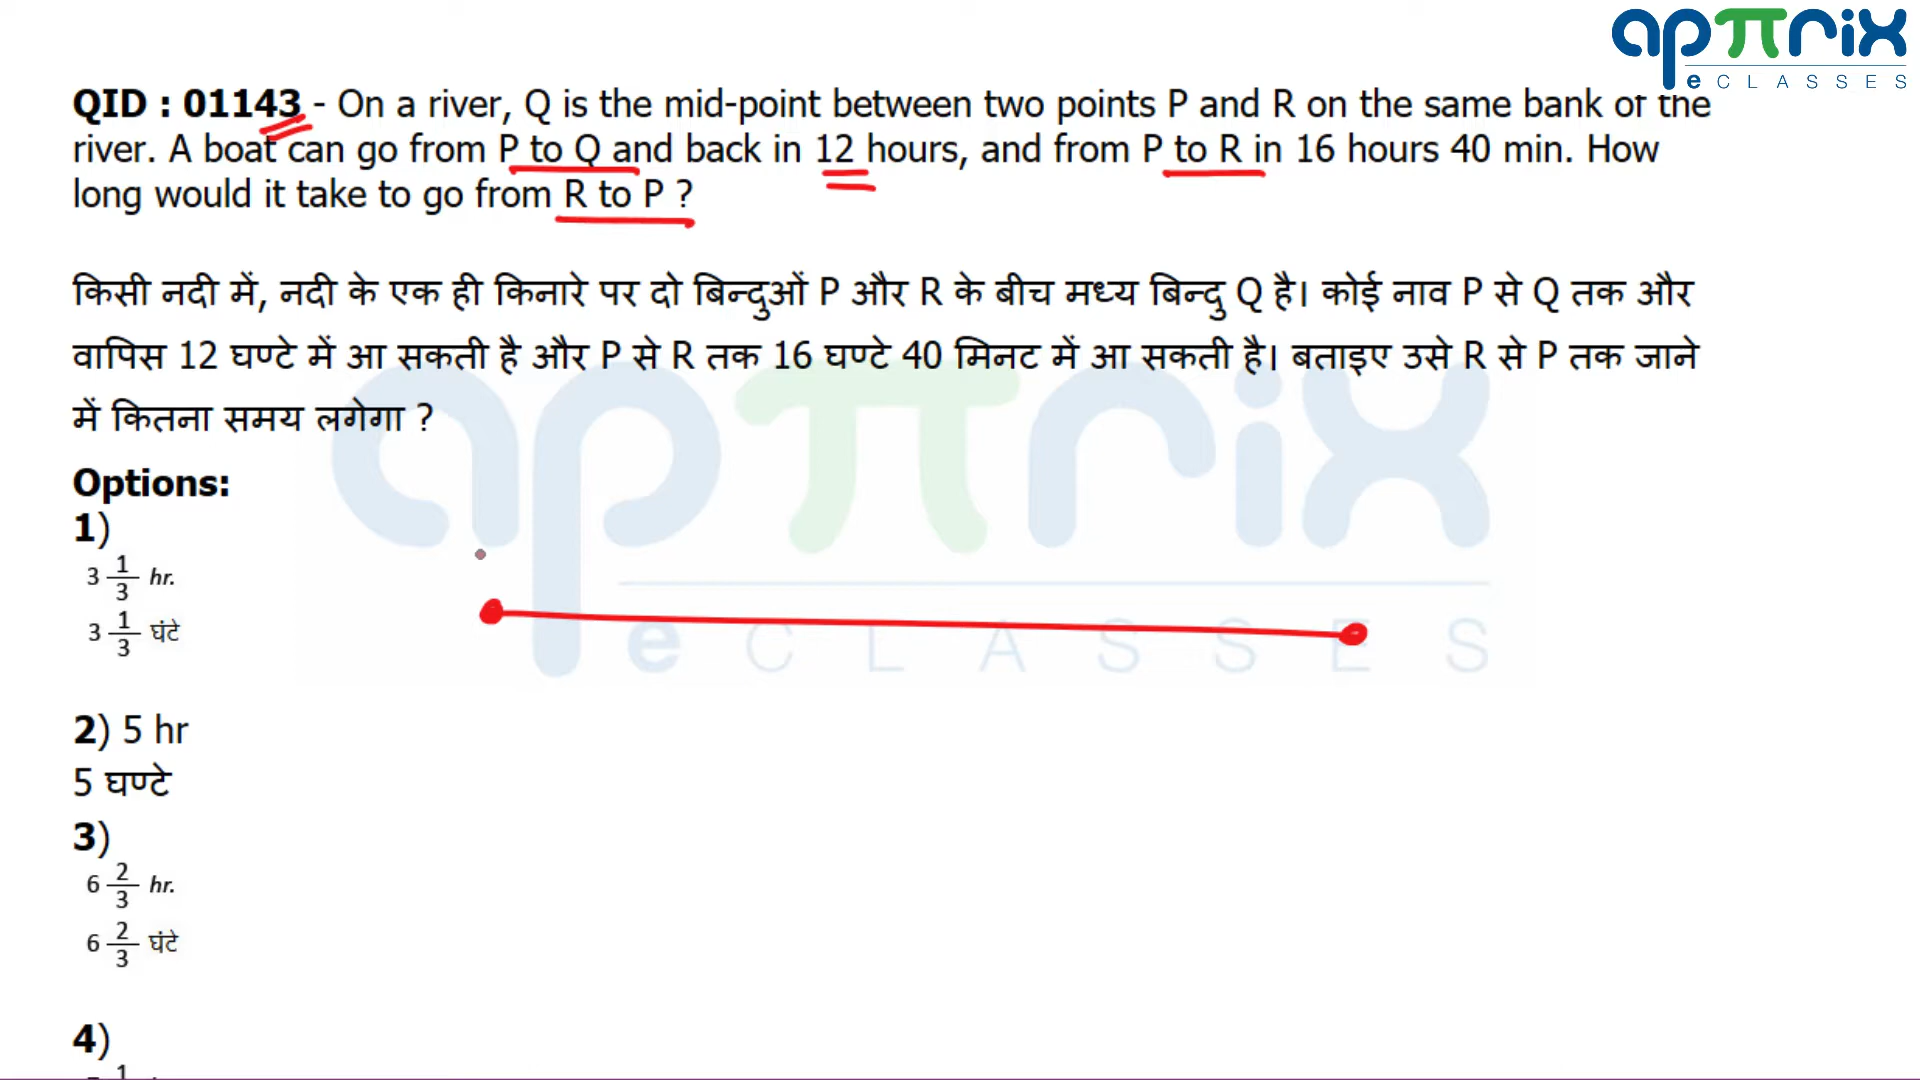 apπrix
e CLASSES
QID : 01143 - On a river, Q is the mid-point between two points P and R on the same bank of the
river. A boat can go from P to Q and back in 12 hours, and from P to R in 16 hours 40 min. How
long would it take to go from R to P ?
किसी नदी में, नदी के एक ही किनारे पर दो बिन्दुओं P और R के बीच मध्य बिन्दु Q है। कोई नाव P से Q तक और
वापिस 12 घण्टे में आ सकती है और P से R तक 16 घण्टे 40 मिनट में आ सकती है। बताइए उसे R से P तक जाने
में कितना समय लगेगा ?
apπrix
e CLASSES
Options:
1)
3 1/3 hr.
3 1/3 घंटे
2) 5 hr
5 घण्टे
3)
6 2/3 hr.
6 2/3 घंटे
4)